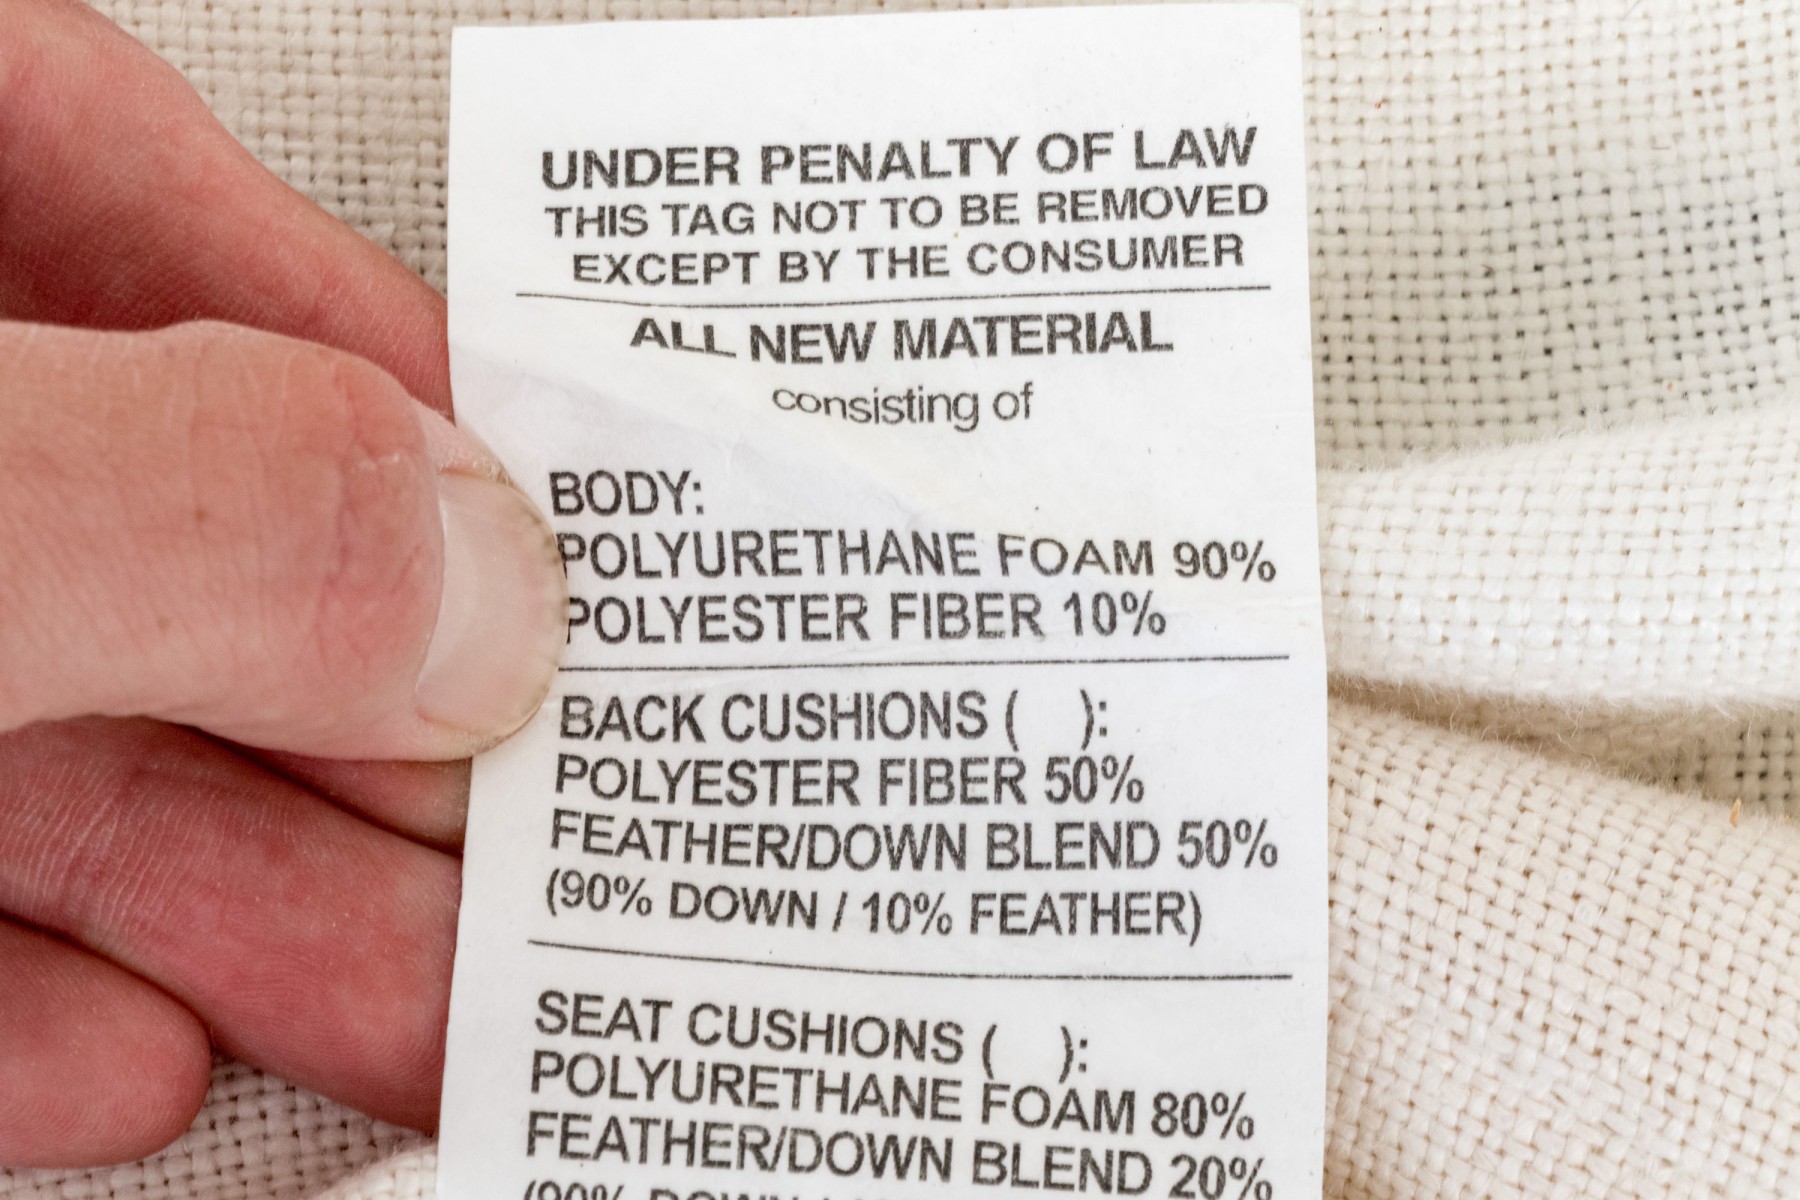 UNDER PENALTY OF LAW
THIS TAG NOT TO BE REMOVED
EXCEPT BY THE CONSUMER
ALL NEW MATERIAL
consisting of
BODY:
POLYURETHANE FOAM 90%
POLYESTER FIBER 10%
BACK CUSHIONS ( ):
POLYESTER FIBER 50%
FEATHER/DOWN BLEND 50%
(90% DOWN / 10% FEATHER)
SEAT CUSHIONS ( ):
POLYURETHANE FOAM 80%
FEATHER/DOWN BLEND 20%
(90% DOWN /